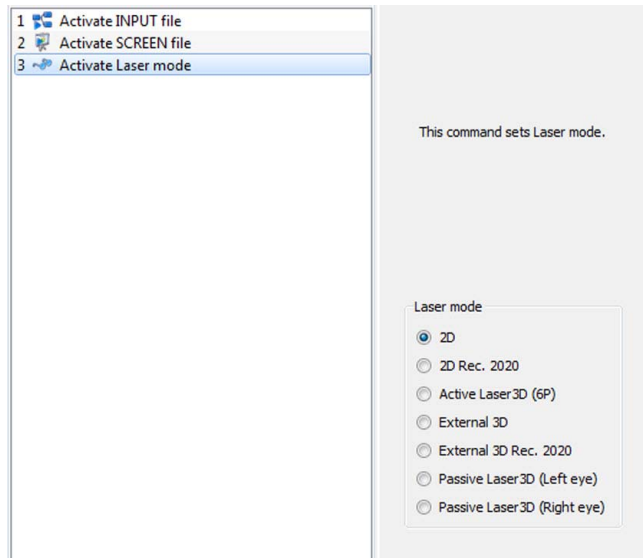 1 Activate INPUT file
2 Activate SCREEN file
3 Activate Laser mode
This command sets Laser mode.
Laser mode
2D
2D Rec. 2020
Active Laser3D (6P)
External 3D
External 3D Rec. 2020
Passive Laser3D (Left eye)
Passive Laser3D (Right eye)